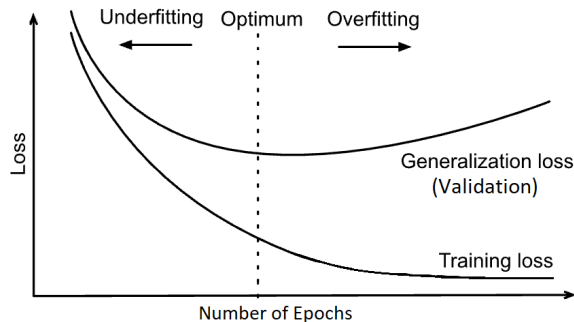 Underfitting
Optimum
Overfitting
Loss
Generalization loss
(Validation)
Training loss
Number of Epochs